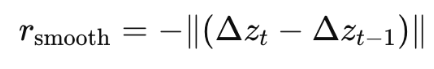 r_smooth = −‖(Δz_t − Δz_{t−1})‖